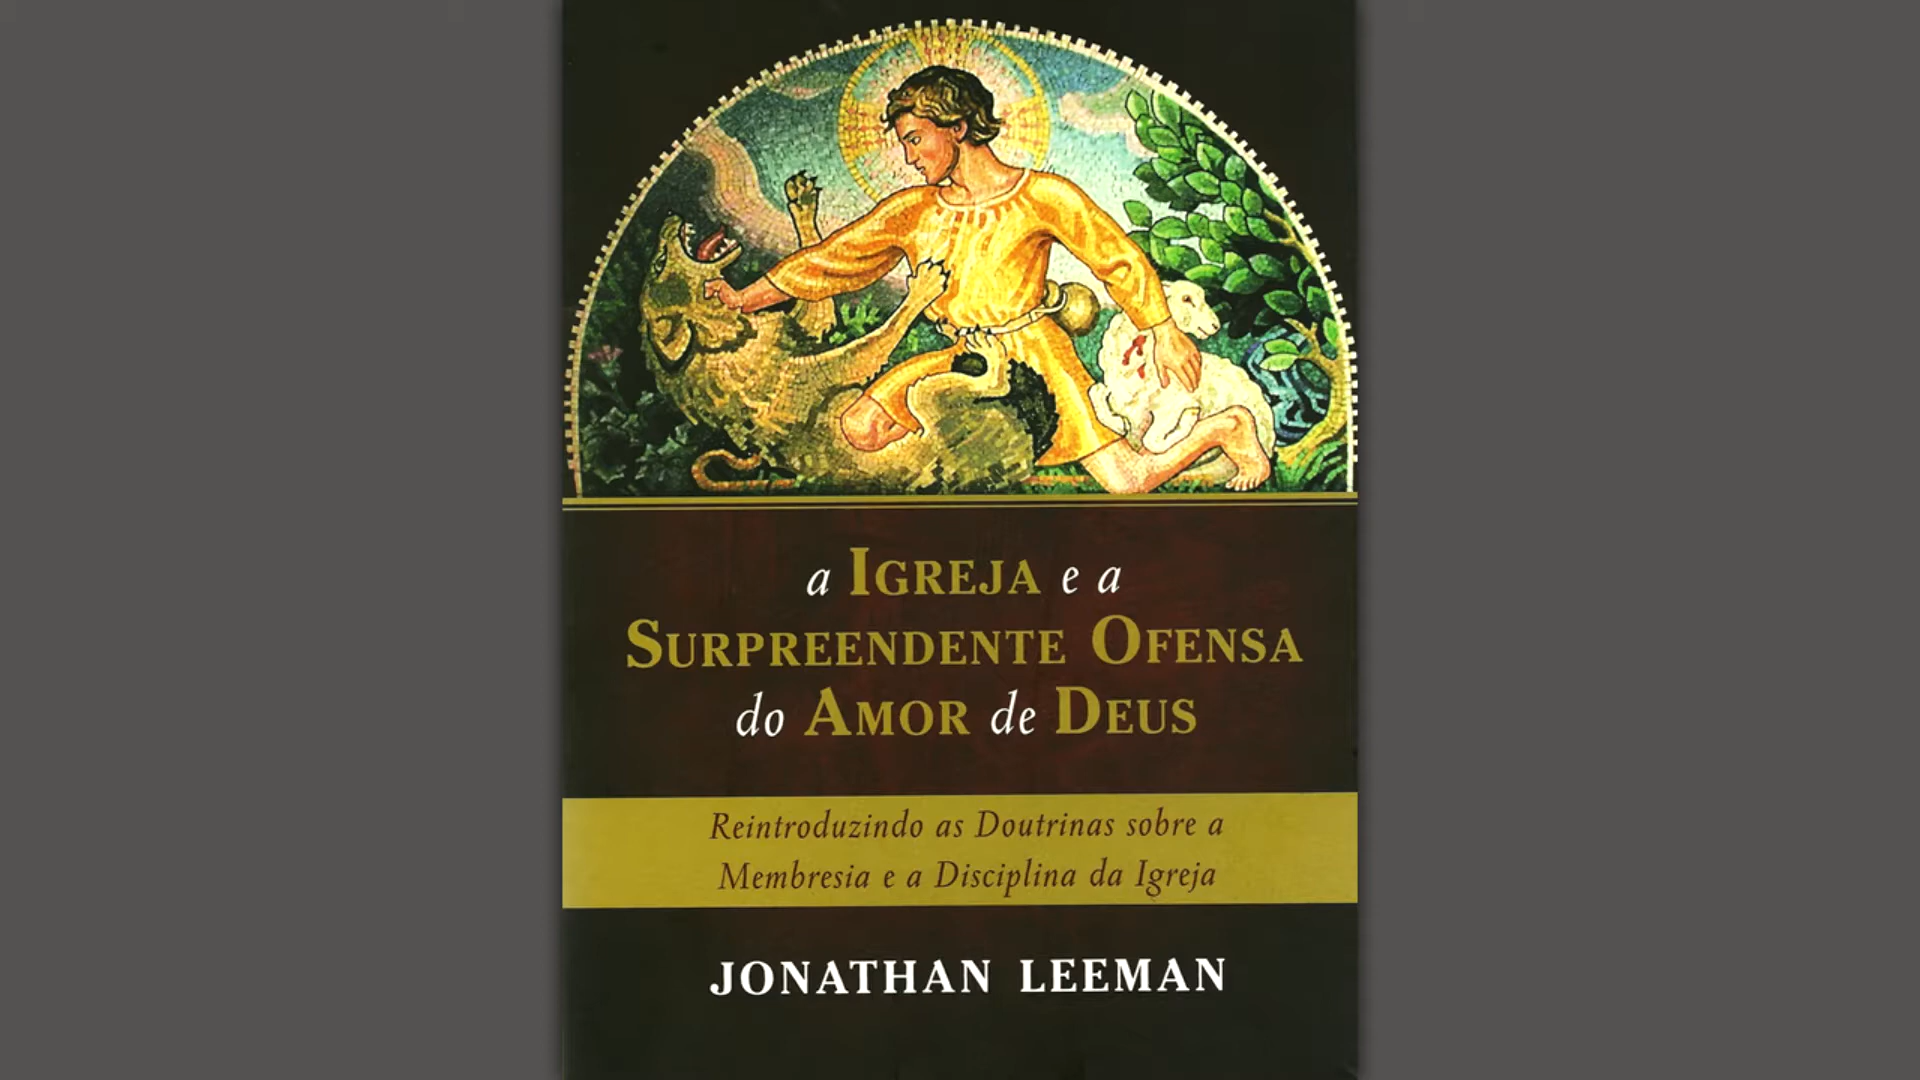 a IGREJA e a
SURPREENDENTE OFENSA
do AMOR de DEUS
Reintroduzindo as Doutrinas sobre a
Membresia e a Disciplina da Igreja
JONATHAN LEEMAN